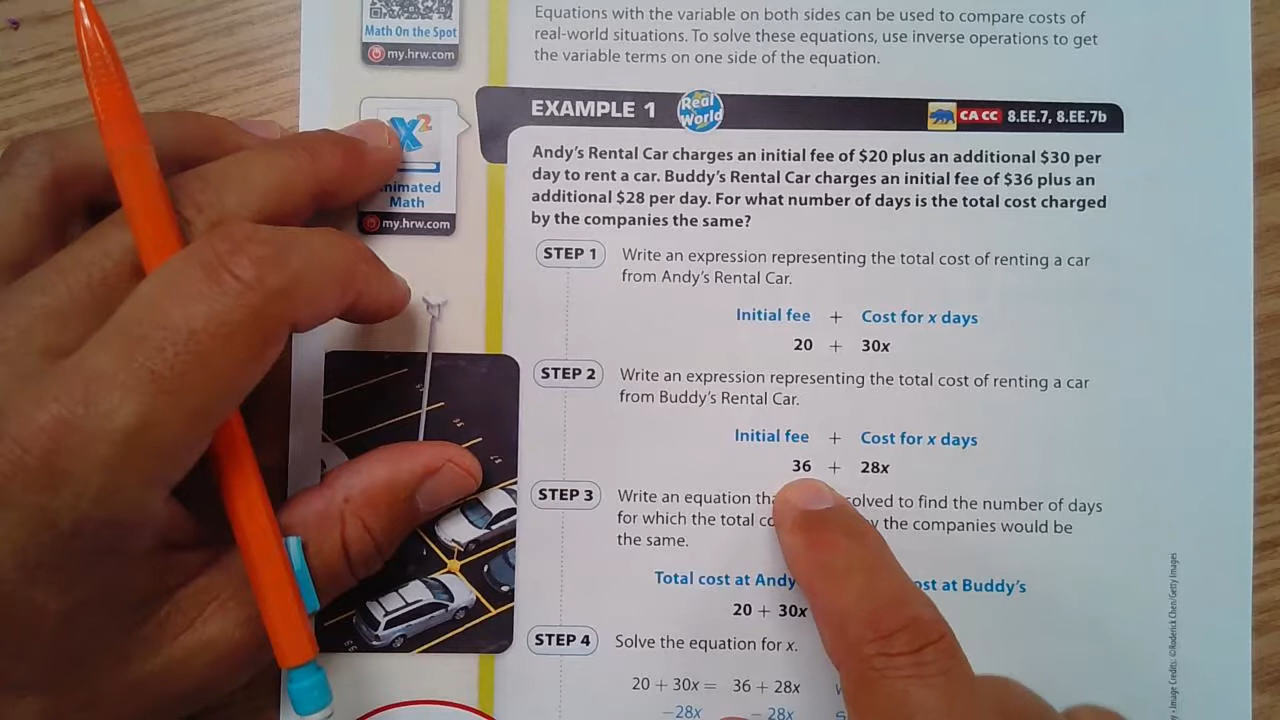 Math On the Spot
my.hrw.com
Equations with the variable on both sides can be used to compare costs of
real-world situations. To solve these equations, use inverse operations to get
the variable terms on one side of the equation.
EXAMPLE 1 Real World CA CC 8.EE.7, 8.EE.7b
X²
Math
my.hrw.com
Andy's Rental Car charges an initial fee of $20 plus an additional $30 per
day to rent a car. Buddy's Rental Car charges an initial fee of $36 plus an
additional $28 per day. For what number of days is the total cost charged
by the companies the same?
STEP 1 Write an expression representing the total cost of renting a car
from Andy's Rental Car.
Initial fee + Cost for x days
20 + 30x
STEP 2 Write an expression representing the total cost of renting a car
from Buddy's Rental Car.
Initial fee + Cost for x days
36 + 28x
STEP 3 Write an equation solved to find the number of days
for which the total the companies would be
the same.
Total cost at at Buddy's
20 + 30x
STEP 4 Solve the equation for x.
20 + 30x = 36 + 28x
−28x − 28x
• Image Credits: ©Roderick Chen/Getty Images